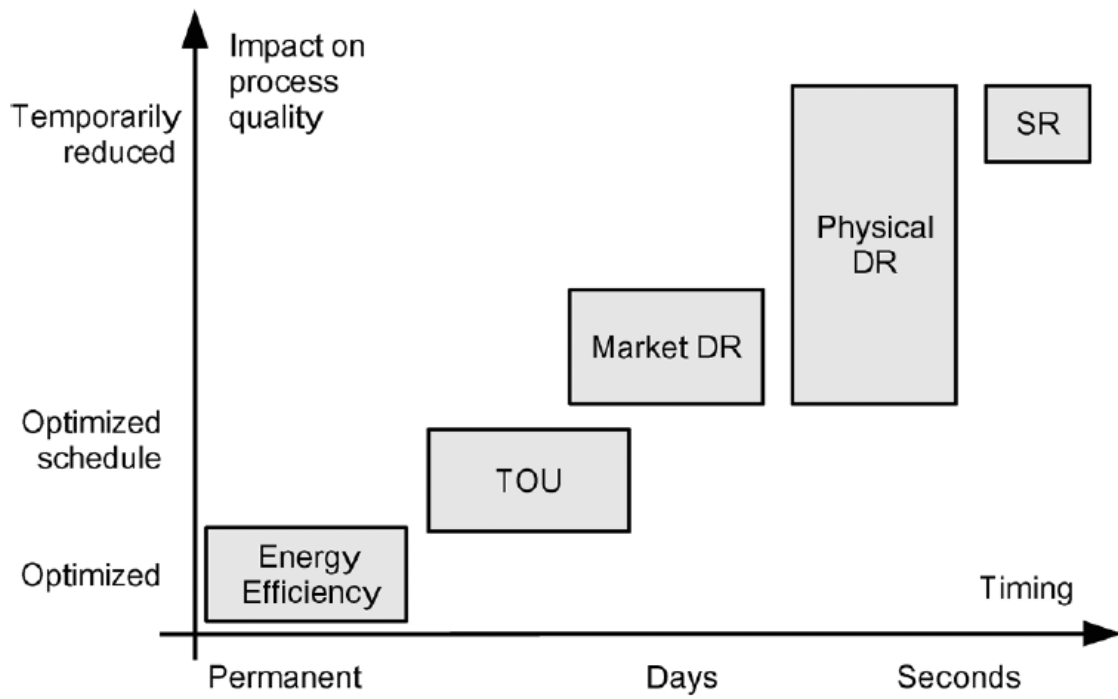 Impact on
process
quality
Temporarily
reduced
SR
Physical
DR
Market DR
Optimized
schedule
TOU
Energy
Efficiency
Optimized
Timing
Permanent
Days
Seconds